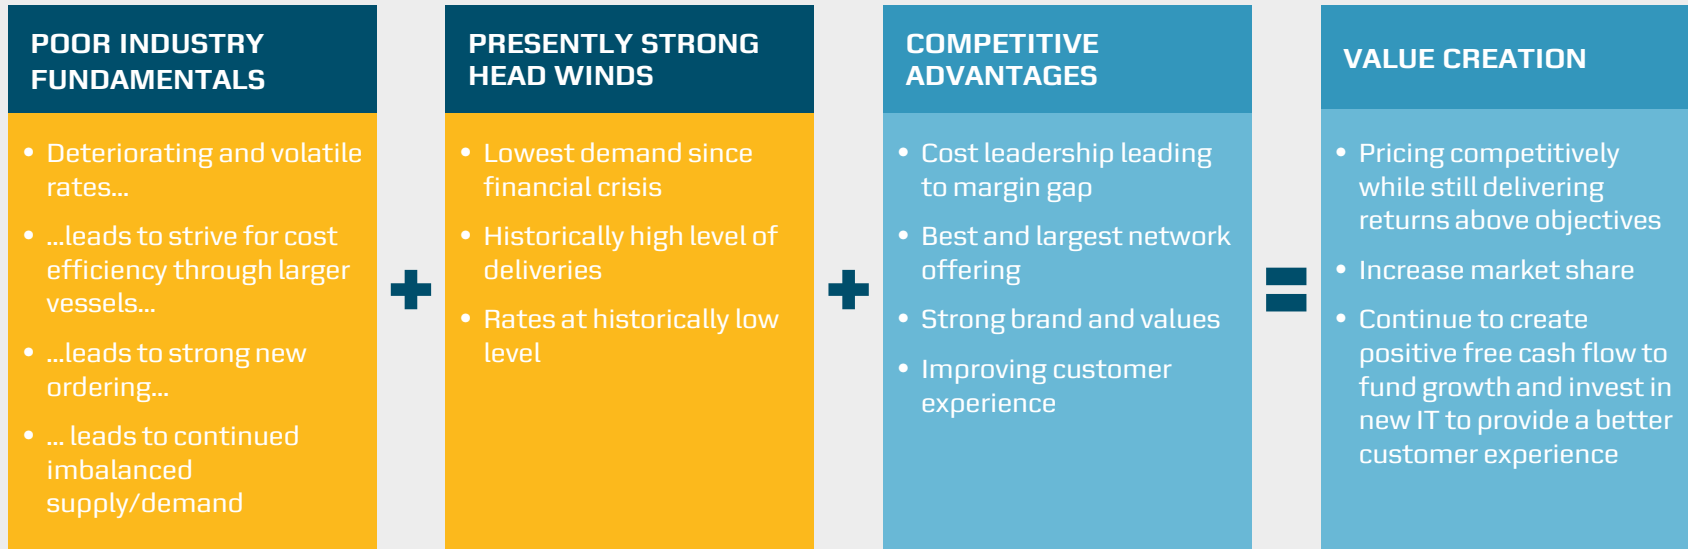 POOR INDUSTRY
FUNDAMENTALS
• Deteriorating and volatile
rates...
• ...leads to strive for cost
efficiency through larger
vessels...
• ...leads to strong new
ordering...
• ... leads to continued
imbalanced
supply/demand
+
PRESENTLY STRONG
HEAD WINDS
• Lowest demand since
financial crisis
• Historically high level of
deliveries
• Rates at historically low
level
+
COMPETITIVE
ADVANTAGES
• Cost leadership leading
to margin gap
• Best and largest network
offering
• Strong brand and values
• Improving customer
experience
=
VALUE CREATION
• Pricing competitively
while still delivering
returns above objectives
• Increase market share
• Continue to create
positive free cash flow to
fund growth and invest in
new IT to provide a better
customer experience